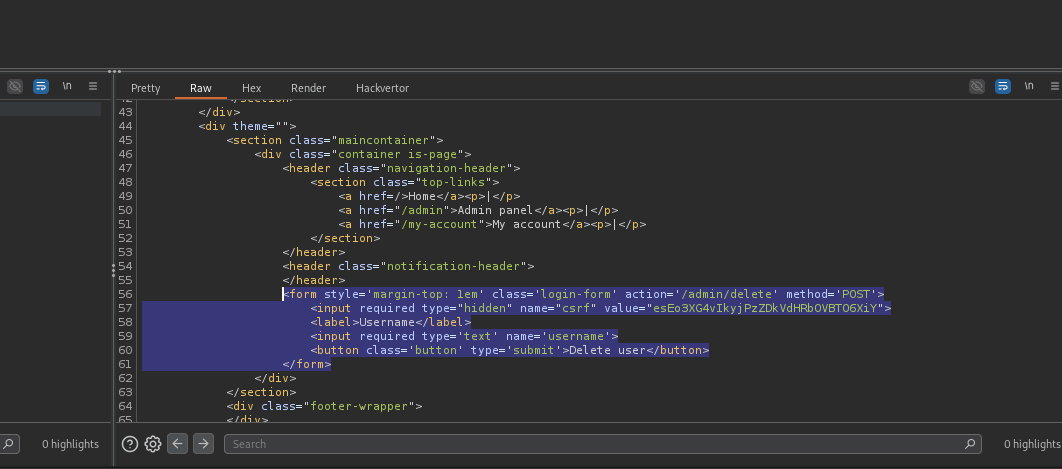 \n
Pretty Raw Hex Render Hackvertor
\n
42 </section>
43 </div>
44 <div theme="">
45 <section class="maincontainer">
46 <div class="container is-page">
47 <header class="navigation-header">
48 <section class="top-links">
49 <a href=/>Home</a><p>|</p>
50 <a href="/admin">Admin panel</a><p>|</p>
51 <a href="/my-account">My account</a><p>|</p>
52 </section>
53 </header>
54 <header class="notification-header">
55 </header>
56 <form style='margin-top: 1em' class='login-form' action='/admin/delete' method='POST'>
57 <input required type="hidden" name="csrf" value="esEo3XG4vIkyjPzZDkVdHRbOVBTO6XiY">
58 <label>Username</label>
59 <input required type='text' name='username'>
60 <button class='button' type='submit'>Delete user</button>
61 </form>
62 </div>
63 </section>
64 <div class="footer-wrapper">
65 </div>
0 highlights
Search
0 highlights